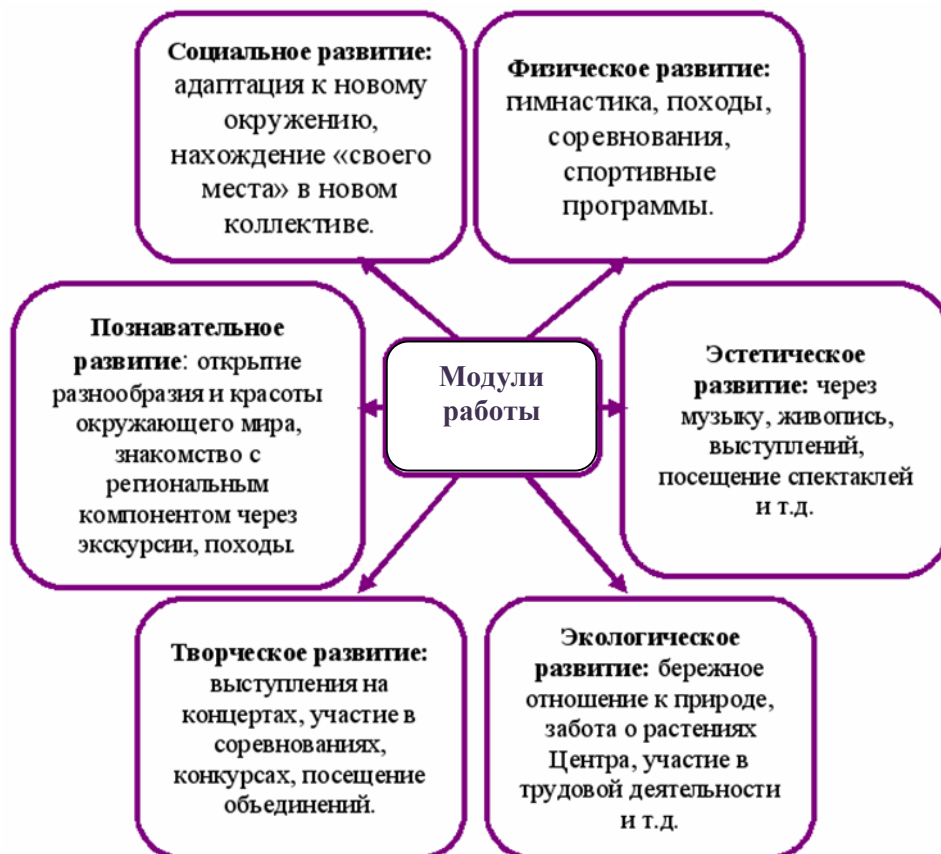 Социальное развитие:
адаптация к новому
окружению,
нахождение «своего
места» в новом
коллективе.
Физическое развитие:
гимнастика, походы,
соревнования,
спортивные
программы.
Познавательное
развитие: открытие
разнообразия и красоты
окружающего мира,
знакомство с
региональным
компонентом через
экскурсии, походы.
Модули
работы
Эстетическое
развитие: через
музыку, живопись,
выступлений,
посещение спектаклей
и т.д.
Творческое развитие:
выступления на
концертах, участие в
соревнованиях,
конкурсах, посещение
объединений.
Экологическое
развитие: бережное
отношение к природе,
забота о растениях
Центра, участие в
трудовой деятельности
и т.д.